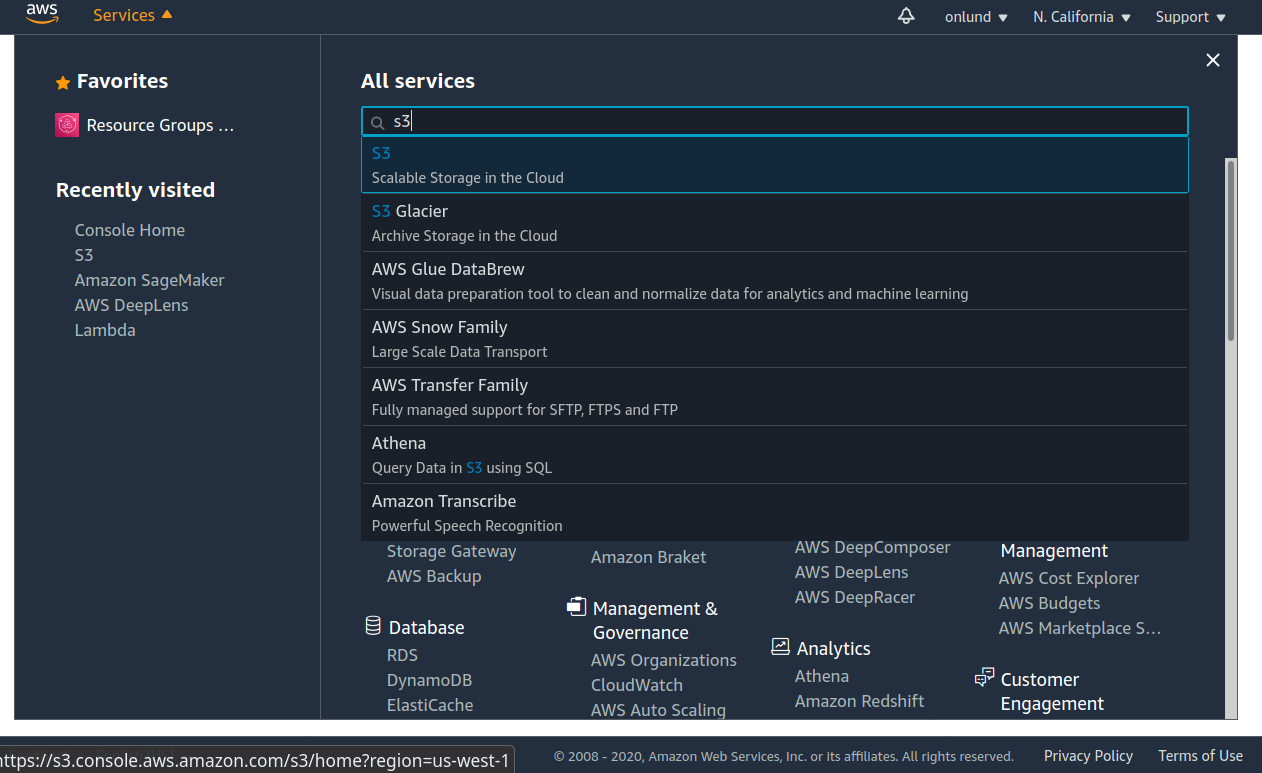 aws
Services
onlund
N. California
Support
Favorites
Resource Groups …
Recently visited
Console Home
S3
Amazon SageMaker
AWS DeepLens
Lambda
All services
s3
S3
Scalable Storage in the Cloud
S3 Glacier
Archive Storage in the Cloud
AWS Glue DataBrew
Visual data preparation tool to clean and normalize data for analytics and machine learning
AWS Snow Family
Large Scale Data Transport
AWS Transfer Family
Fully managed support for SFTP, FTPS and FTP
Athena
Query Data in S3 using SQL
Amazon Transcribe
Powerful Speech Recognition
Storage Gateway
AWS Backup
Database
RDS
DynamoDB
ElastiCache
Amazon Braket
Management &
Governance
AWS Organizations
CloudWatch
AWS Auto Scaling
AWS DeepComposer
AWS DeepLens
AWS DeepRacer
Analytics
Athena
Amazon Redshift
Management
AWS Cost Explorer
AWS Budgets
AWS Marketplace S…
Customer
Engagement
ttps://s3.console.aws.amazon.com/s3/home?region=us-west-1
© 2008 - 2020, Amazon Web Services, Inc. or its affiliates. All rights reserved.
Privacy Policy
Terms of Use